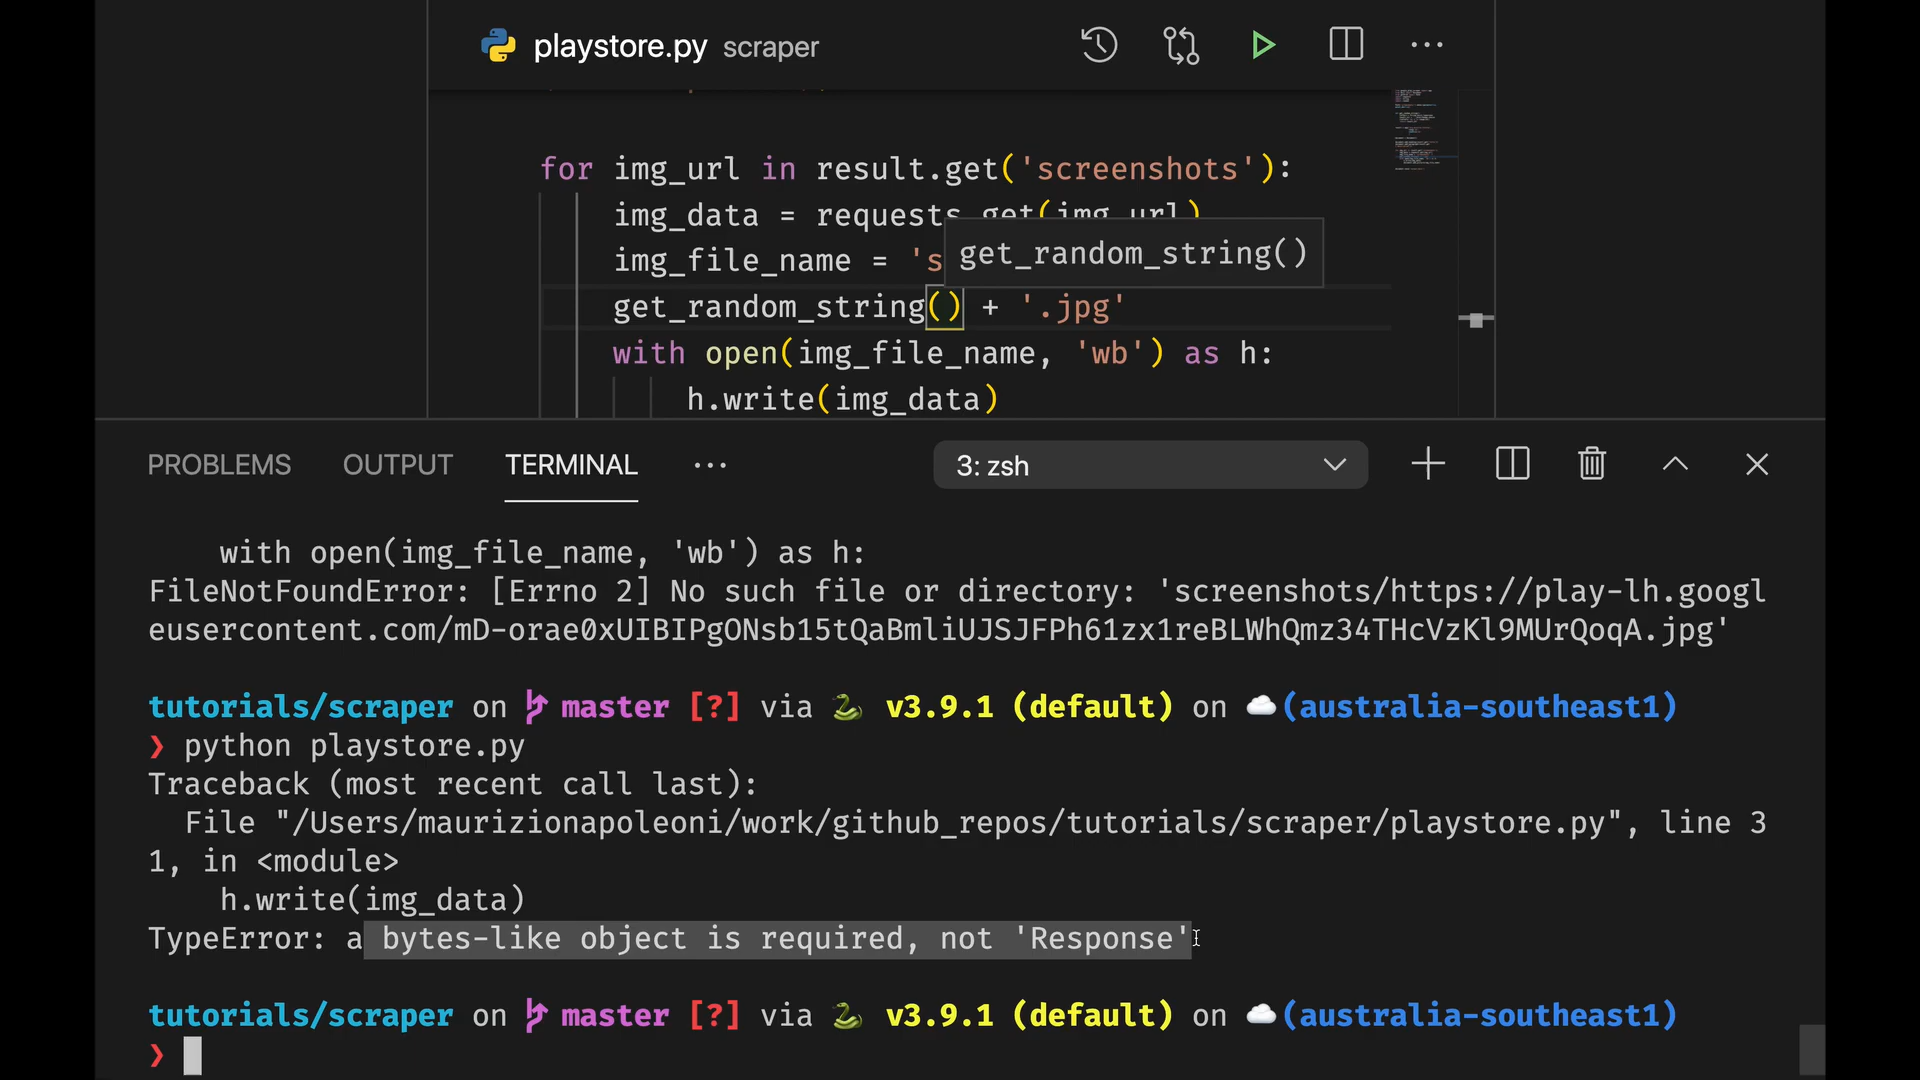 playstore.py scraper
for img_url in result.get('screenshots'):
img_data = requests.get(img_url)
img_file_name = 's
get_random_string()
get_random_string() + '.jpg'
with open(img_file_name, 'wb') as h:
h.write(img_data)
PROBLEMS OUTPUT TERMINAL ... 3: zsh
with open(img_file_name, 'wb') as h:
FileNotFoundError: [Errno 2] No such file or directory: 'screenshots/https://play-lh.googl
eusercontent.com/mD-orae0xUIBIPgONsb15tQaBmliUJSJFPh61zx1reBLWhQmz34THcVzKl9MUrQoqA.jpg'
tutorials/scraper on master [?] via 🐍 v3.9.1 (default) on ☁️(australia-southeast1)
❯ python playstore.py
Traceback (most recent call last):
File "/Users/maurizionapoleoni/work/github_repos/tutorials/scraper/playstore.py", line 3
1, in <module>
h.write(img_data)
TypeError: a bytes-like object is required, not 'Response'
tutorials/scraper on master [?] via 🐍 v3.9.1 (default) on ☁️(australia-southeast1)
❯